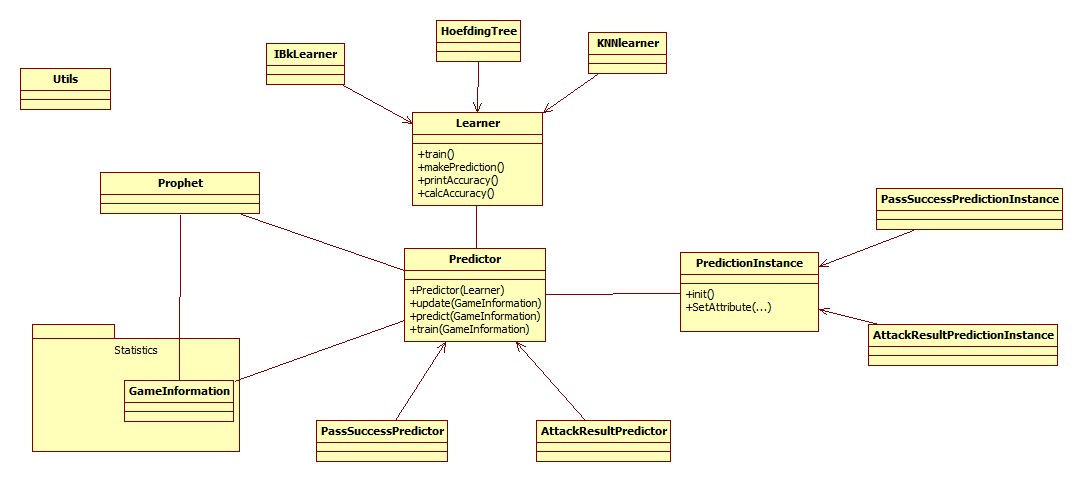 HoefdingTree
KNNlearner
IBkLearner
Utils
Learner
+train()
+makePrediction()
+printAccuracy()
+calcAccuracy()
Prophet
PassSuccessPredictionInstance
Predictor
+Predictor(Learner)
+update(GameInformation)
+predict(GameInformation)
+train(GameInformation)
PredictionInstance
+init()
+SetAttribute(...)
AttackResultPredictionInstance
Statistics
GameInformation
PassSuccessPredictor
AttackResultPredictor